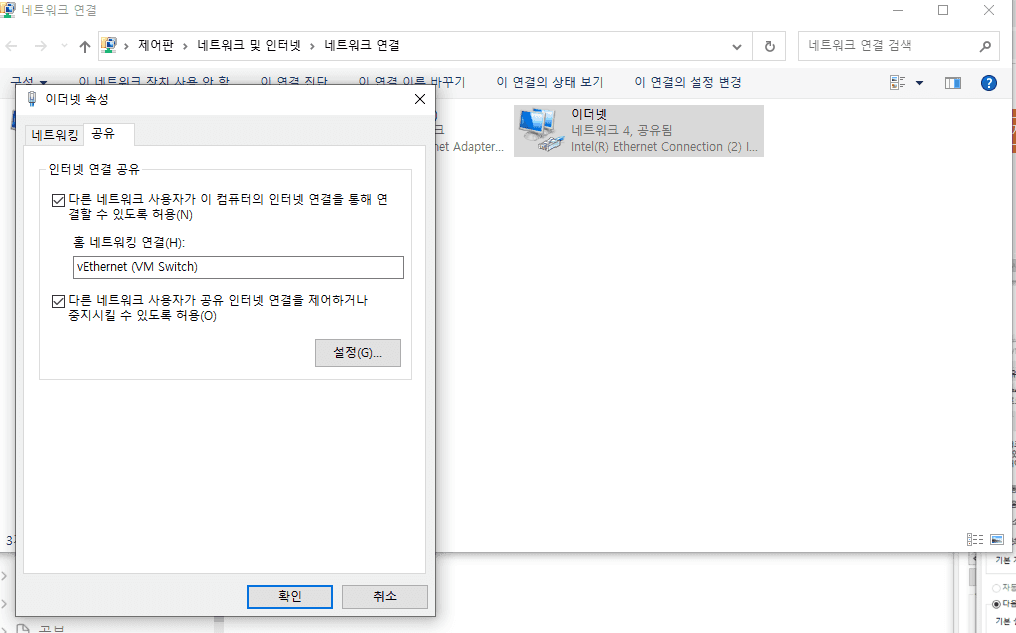 네트워크 연결
제어판 > 네트워크 및 인터넷 > 네트워크 연결
네트워크 연결 검색
구성 이 네트워크 장치 사용 안 함 이 연결 진단 이 연결 이름 바꾸기 이 연결의 상태 보기 이 연결의 설정 변경
이더넷 속성
네트워킹 공유
인터넷 연결 공유
다른 네트워크 사용자가 이 컴퓨터의 인터넷 연결을 통해 연
결할 수 있도록 허용(N)
홈 네트워킹 연결(H):
vEthernet (VM Switch)
다른 네트워크 사용자가 공유 인터넷 연결을 제어하거나
중지시킬 수 있도록 허용(O)
설정(G)...
확인 취소
크
net Adapter...
이더넷
네트워크 4, 공유됨
Intel(R) Ethernet Connection (2) I...
기본